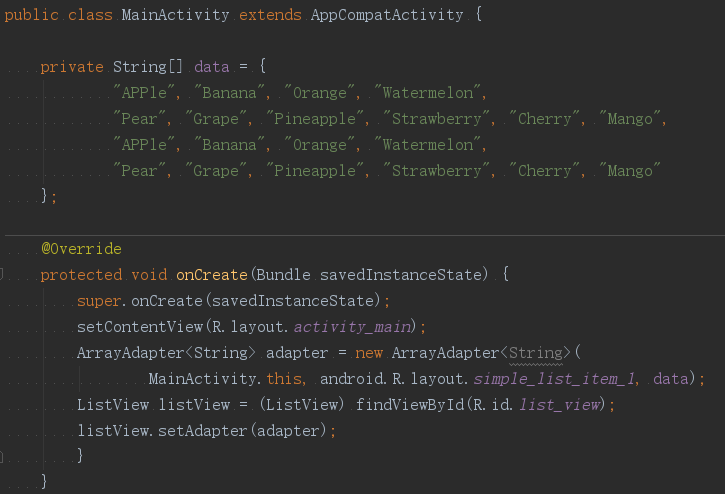 public class MainActivity extends AppCompatActivity {
private String[] data = {
"APPle", "Banana", "Orange", "Watermelon",
"Pear", "Grape", "Pineapple", "Strawberry", "Cherry", "Mango",
"APPle", "Banana", "Orange", "Watermelon",
"Pear", "Grape", "Pineapple", "Strawberry", "Cherry", "Mango"
};
@Override
protected void onCreate(Bundle savedInstanceState) {
super.onCreate(savedInstanceState);
setContentView(R.layout.activity_main);
ArrayAdapter<String> adapter = new ArrayAdapter<String>(
MainActivity.this, android.R.layout.simple_list_item_1, data);
ListView listView = (ListView) findViewById(R.id.list_view);
listView.setAdapter(adapter);
}
}